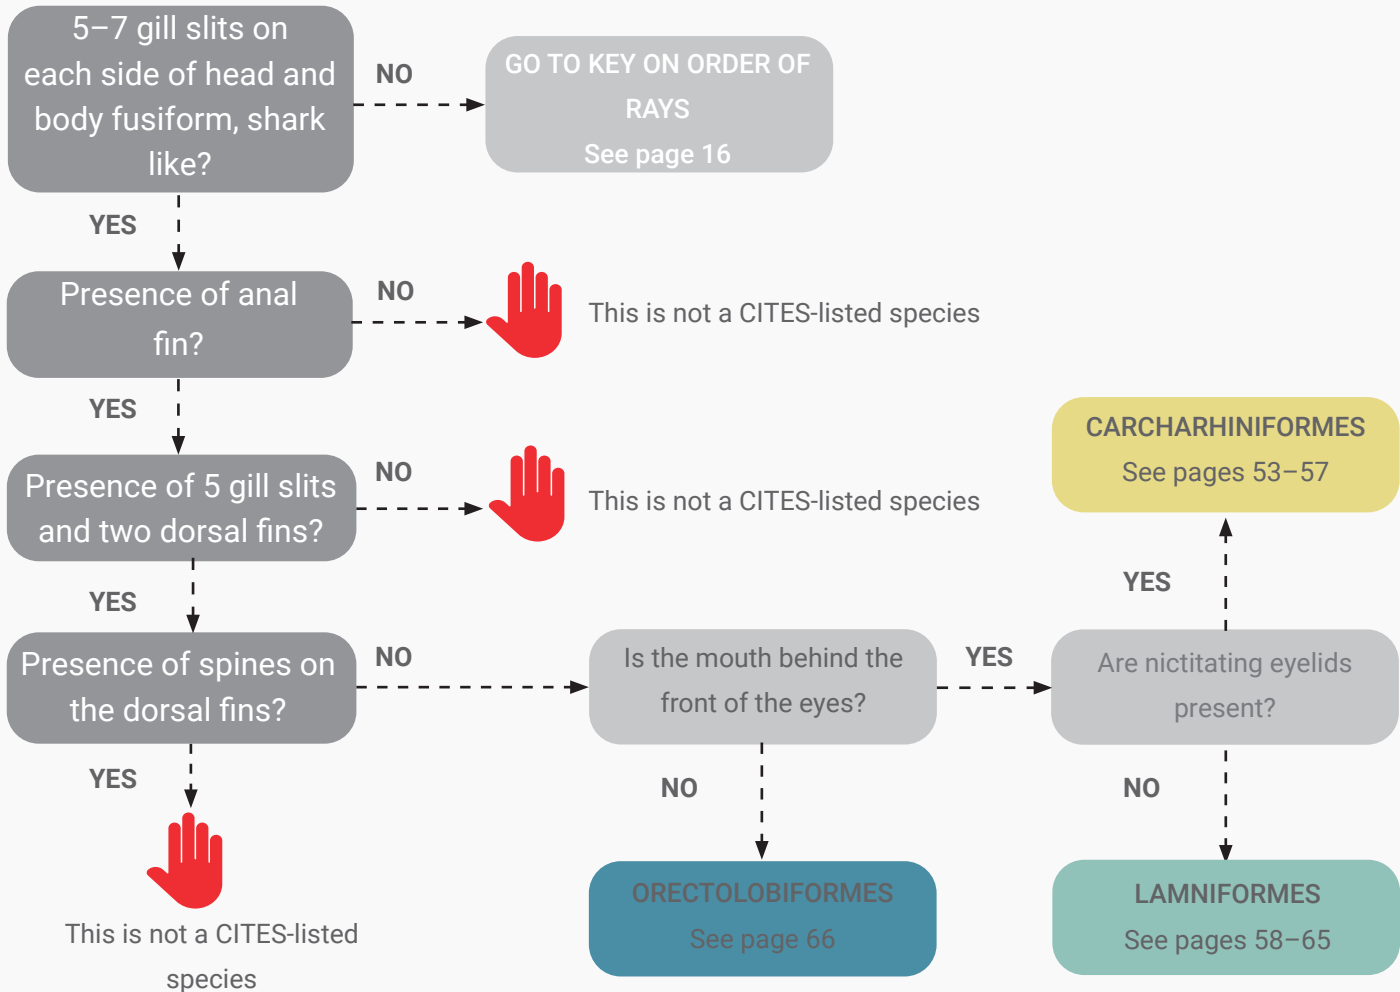 5–7 gill slits on
each side of head and
body fusiform, shark
like?
NO
GO TO KEY ON ORDER OF
RAYS
See page 16
YES
Presence of anal
fin?
NO
This is not a CITES-listed species
YES
Presence of 5 gill slits
and two dorsal fins?
NO
This is not a CITES-listed species
YES
Presence of spines on
the dorsal fins?
NO
Is the mouth behind the
front of the eyes?
YES
Are nictitating eyelids
present?
YES
CARCHARHINIFORMES
See pages 53–57
YES
This is not a CITES-listed
species
NO
ORECTOLOBIFORMES
See page 66
NO
LAMNIFORMES
See pages 58–65